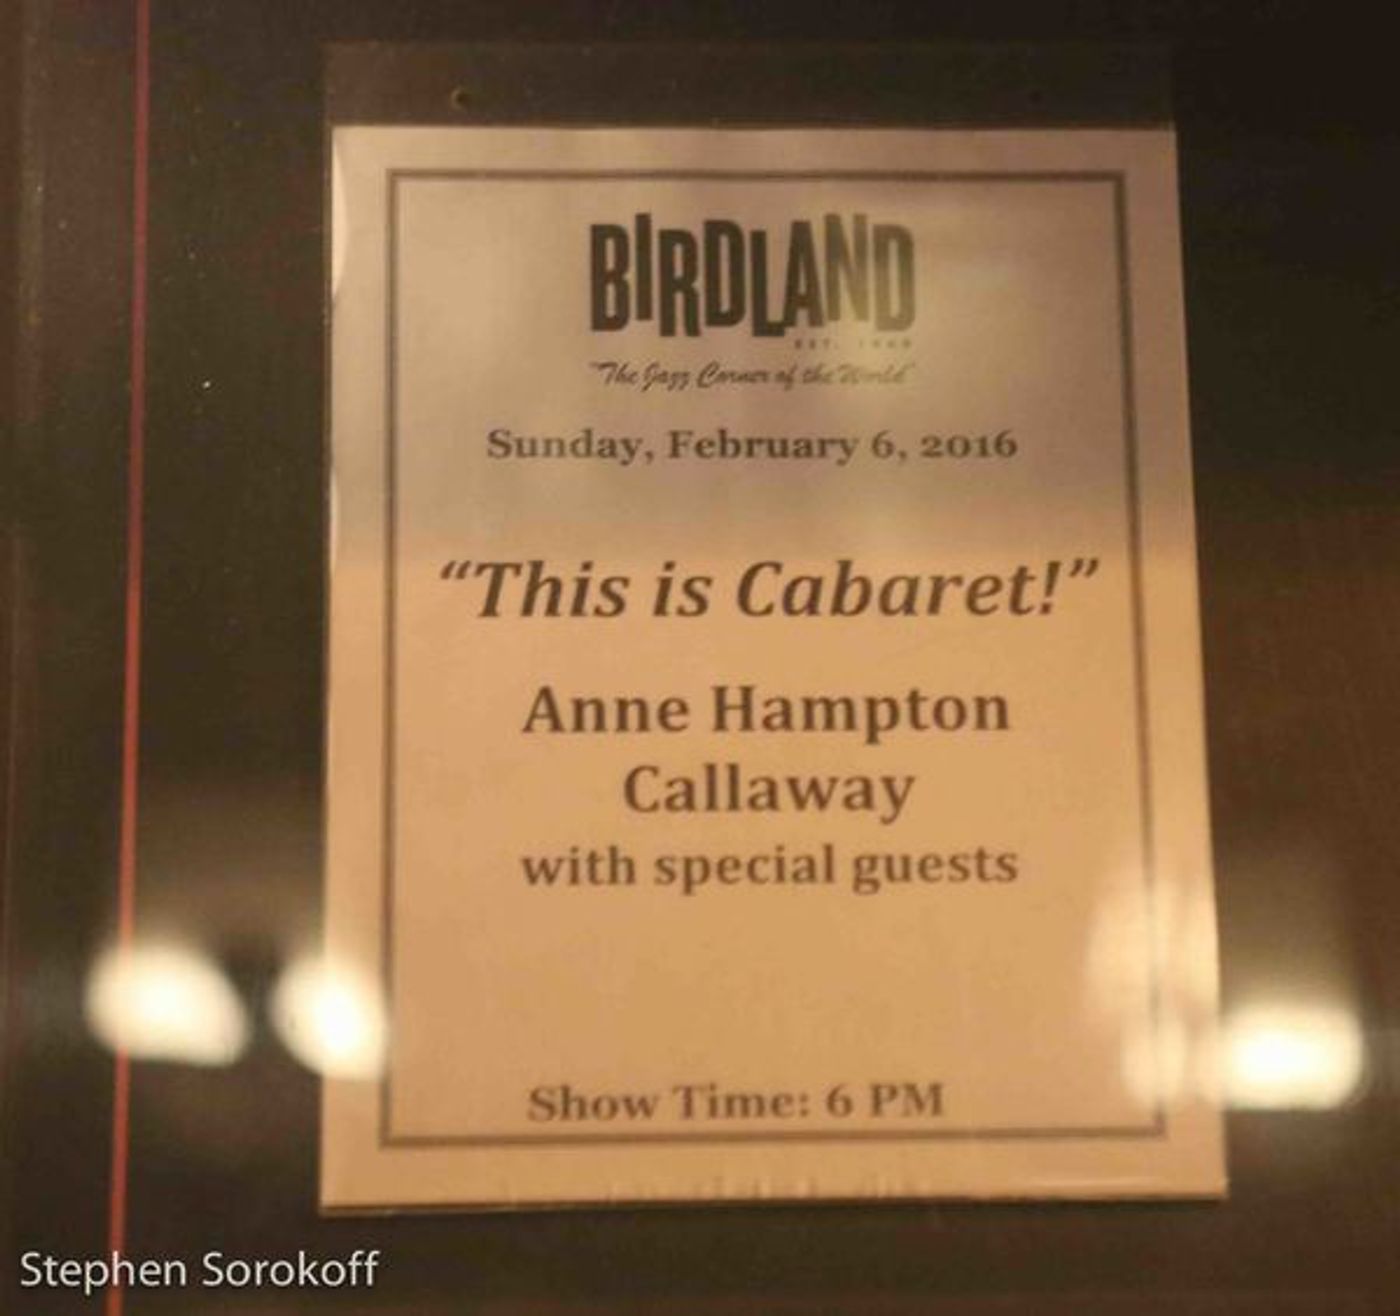 BIRDLAND
EST.
"The Jazz Corner of the World"
Sunday, February 6, 2016
“This is Cabaret!”
Anne Hampton
Callaway
with special guests
Show Time: 6 PM
Stephen Sorokoff